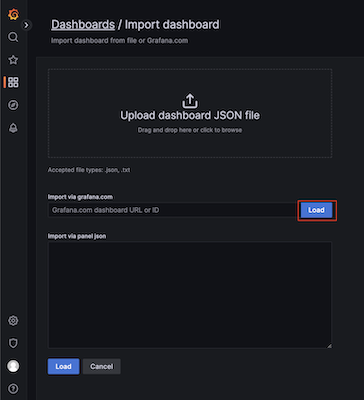 Dashboards / Import dashboard
Import dashboard from file or Grafana.com
Upload dashboard JSON file
Drag and drop here or click to browse
Accepted file types: .json, .txt
Import via grafana.com
Grafana.com dashboard URL or ID
Load
Import via panel json
Load
Cancel